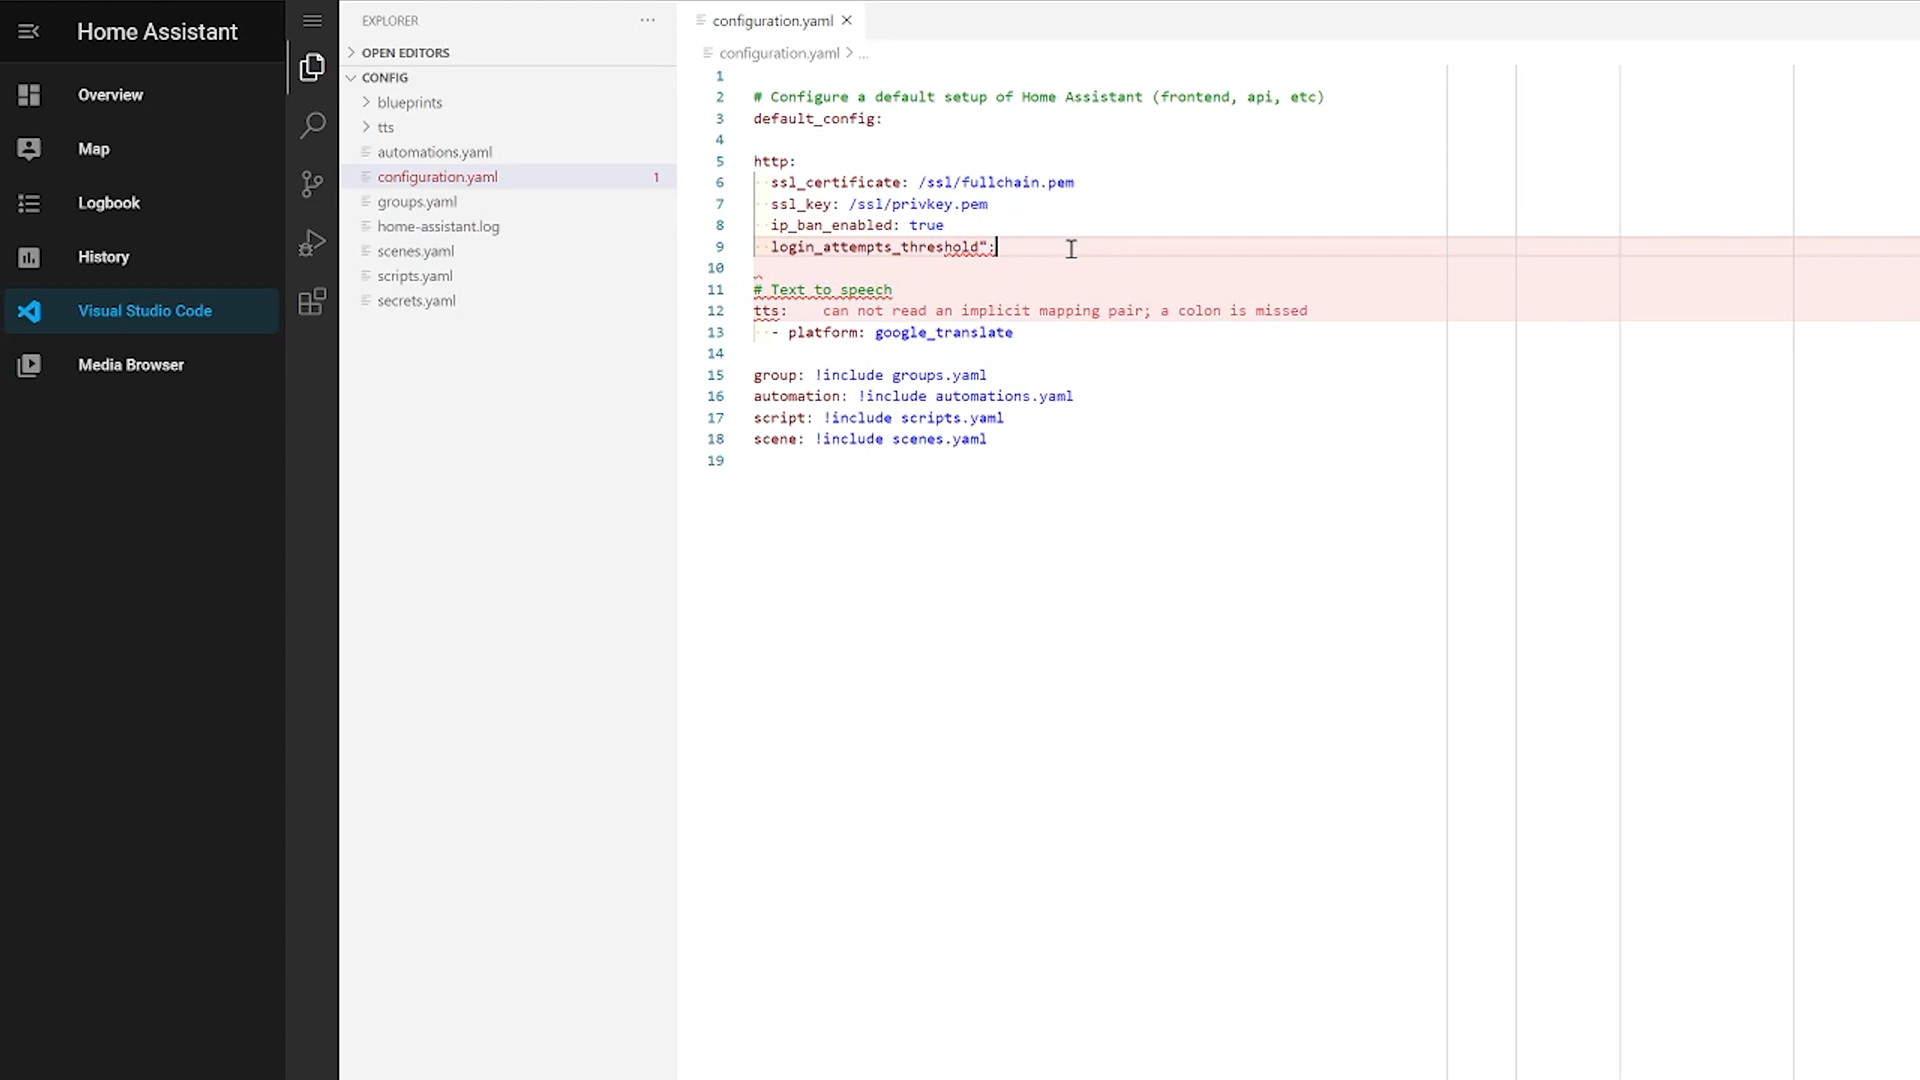 Home Assistant
Overview
Map
Logbook
History
Visual Studio Code
Media Browser
EXPLORER
...
OPEN EDITORS
CONFIG
blueprints
tts
automations.yaml
configuration.yaml 1
groups.yaml
home-assistant.log
scenes.yaml
scripts.yaml
secrets.yaml
configuration.yaml
configuration.yaml > ...
1
2 # Configure a default setup of Home Assistant (frontend, api, etc)
3 default_config:
4
5 http:
6 ssl_certificate: /ssl/fullchain.pem
7 ssl_key: /ssl/privkey.pem
8 ip_ban_enabled: true
9 login_attempts_threshold";
10
11 # Text to speech
12 tts: can not read an implicit mapping pair; a colon is missed
13 - platform: google_translate
14
15 group: !include groups.yaml
16 automation: !include automations.yaml
17 script: !include scripts.yaml
18 scene: !include scenes.yaml
19